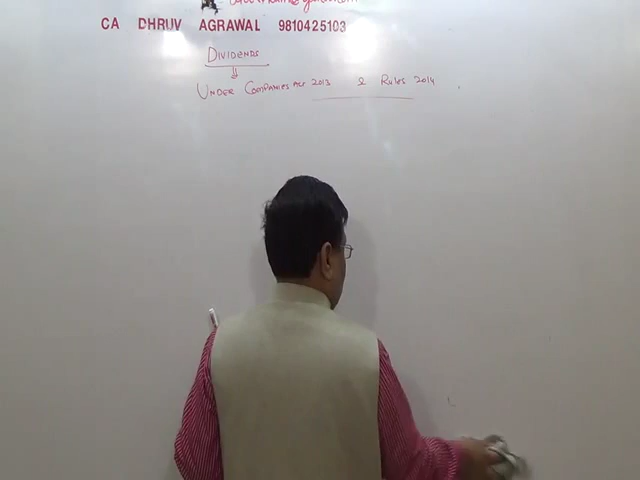 CA DHRUV AGRAWAL 9810425103
DIVIDENDS
UNDER COMPANIES ACT 2013 & RULES 2014